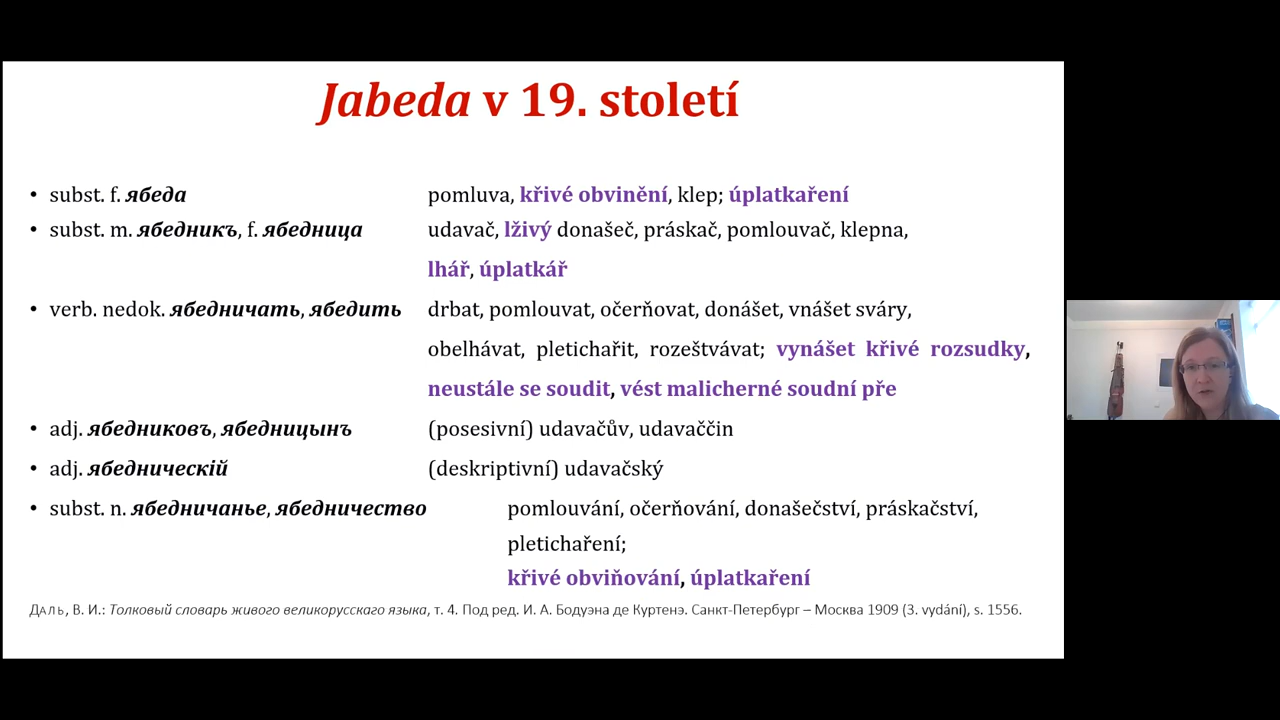 Jabeda v 19. století
• subst. f. ябеда pomluva, křivé obvinění, klep; úplatkaření
• subst. m. ябедникъ, f. ябедница udavač, lživý donašeč, práskač, pomlouvač, klepna,
lhář, úplatkář
• verb. nedok. ябедничать, ябедить drbat, pomlouvat, očerňovat, donášet, vnášet sváry,
obelhávat, pletichařit, rozeštvávat; vynášet křivé rozsudky,
neustále se soudit, vést malicherné soudní pře
• adj. ябедниковъ, ябедницынъ (posesivní) udavačův, udavaččin
• adj. ябедническій (deskriptivní) udavačský
• subst. n. ябедничанье, ябедничество pomlouvání, očerňování, donašečství, práskačství,
pletichaření;
křivé obviňování, úplatkaření
Даль, В. И.: Толковый словарь живого великорусскаго языка, т. 4. Под ред. И. А. Бодуэна де Куртенэ. Санкт-Петербург – Москва 1909 (3. vydání), s. 1556.